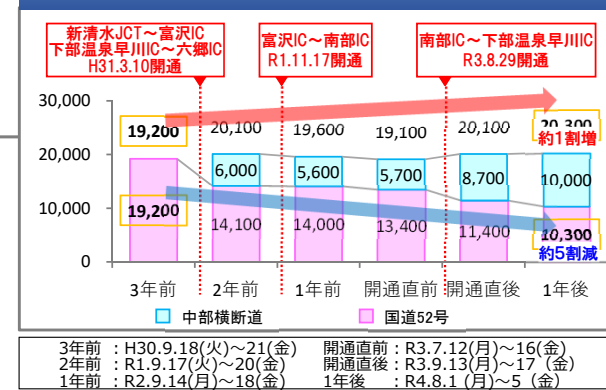 新清水JCT～富沢IC
下部温泉早川IC～六郷IC
H31.3.10開通
富沢IC～南部IC
R1.11.17開通
南部IC～下部温泉早川IC
R3.8.29開通
30,000
20,000
10,000
0
19,200 20,100 19,600 19,100 20,100 20,300
約1割増
6,000 5,600 5,700 8,700 10,000
19,200 14,100 14,000 13,400 11,400 10,300
約5割減
3年前 2年前 1年前 開通直前 開通直後 1年後
中部横断道 国道52号
3年前 ：H30.9.18(火)～21(金) 開通直前：R3.7.12(月)～16(金)
2年前 ：R1.9.17(火)～20(金) 開通直後：R3.9.13(月)～17（金)
1年前 ：R2.9.14(月)～18(金) 1年後 ：R4.8.1(月)～5（金)